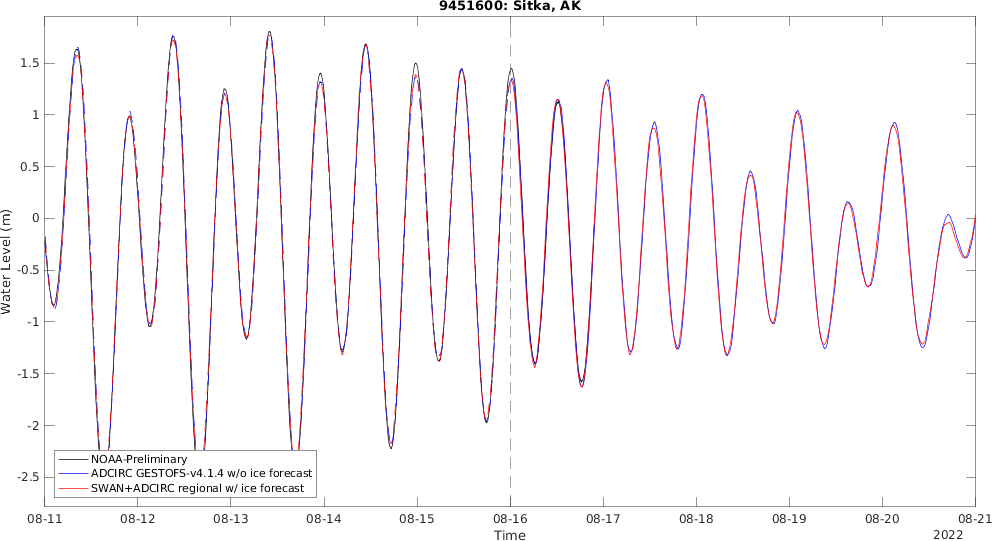 9451600: Sitka, AK
Water Level (m)
1.5
1
0.5
0
-0.5
-1
-1.5
-2
-2.5
NOAA-Preliminary
ADCIRC GESTOFS-v4.1.4 w/o ice forecast
SWAN+ADCIRC regional w/ ice forecast
08-11 08-12 08-13 08-14 08-15 08-16 08-17 08-18 08-19 08-20 08-21
Time
2022